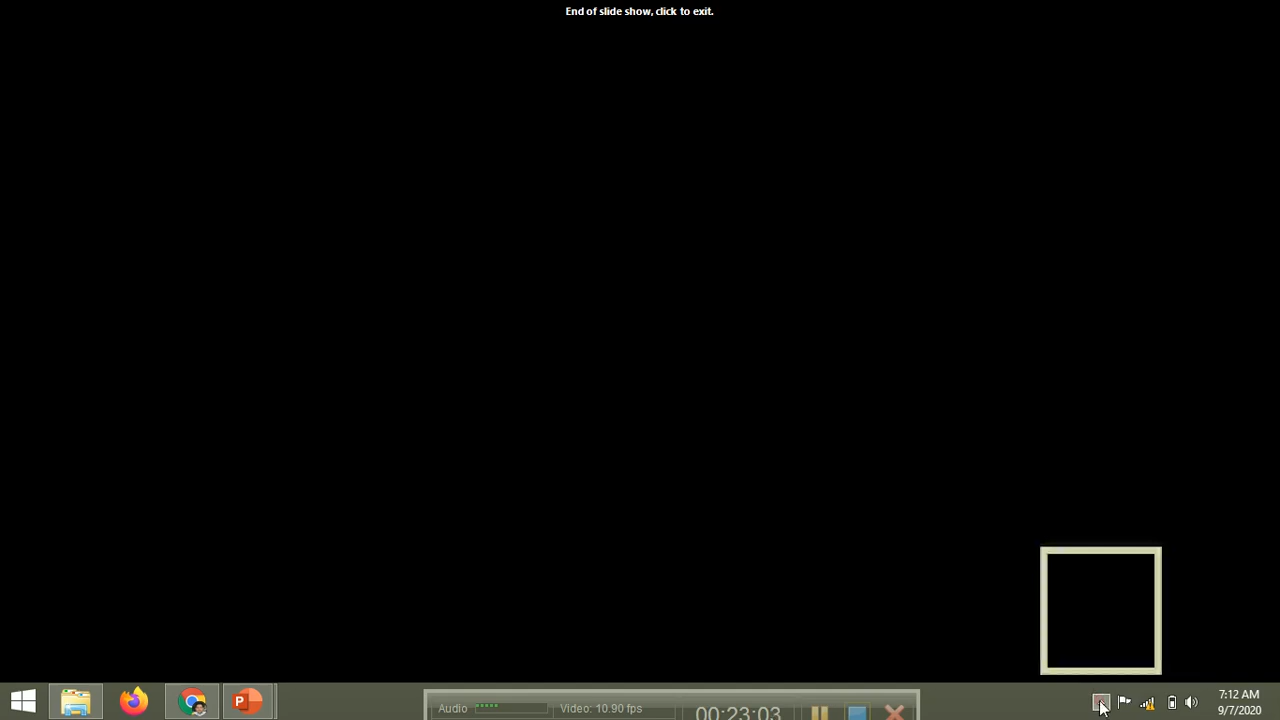 End of slide show, click to exit.
Audio
Video: 10.90 fps
00:23:03
P
7:12 AM
9/7/2020